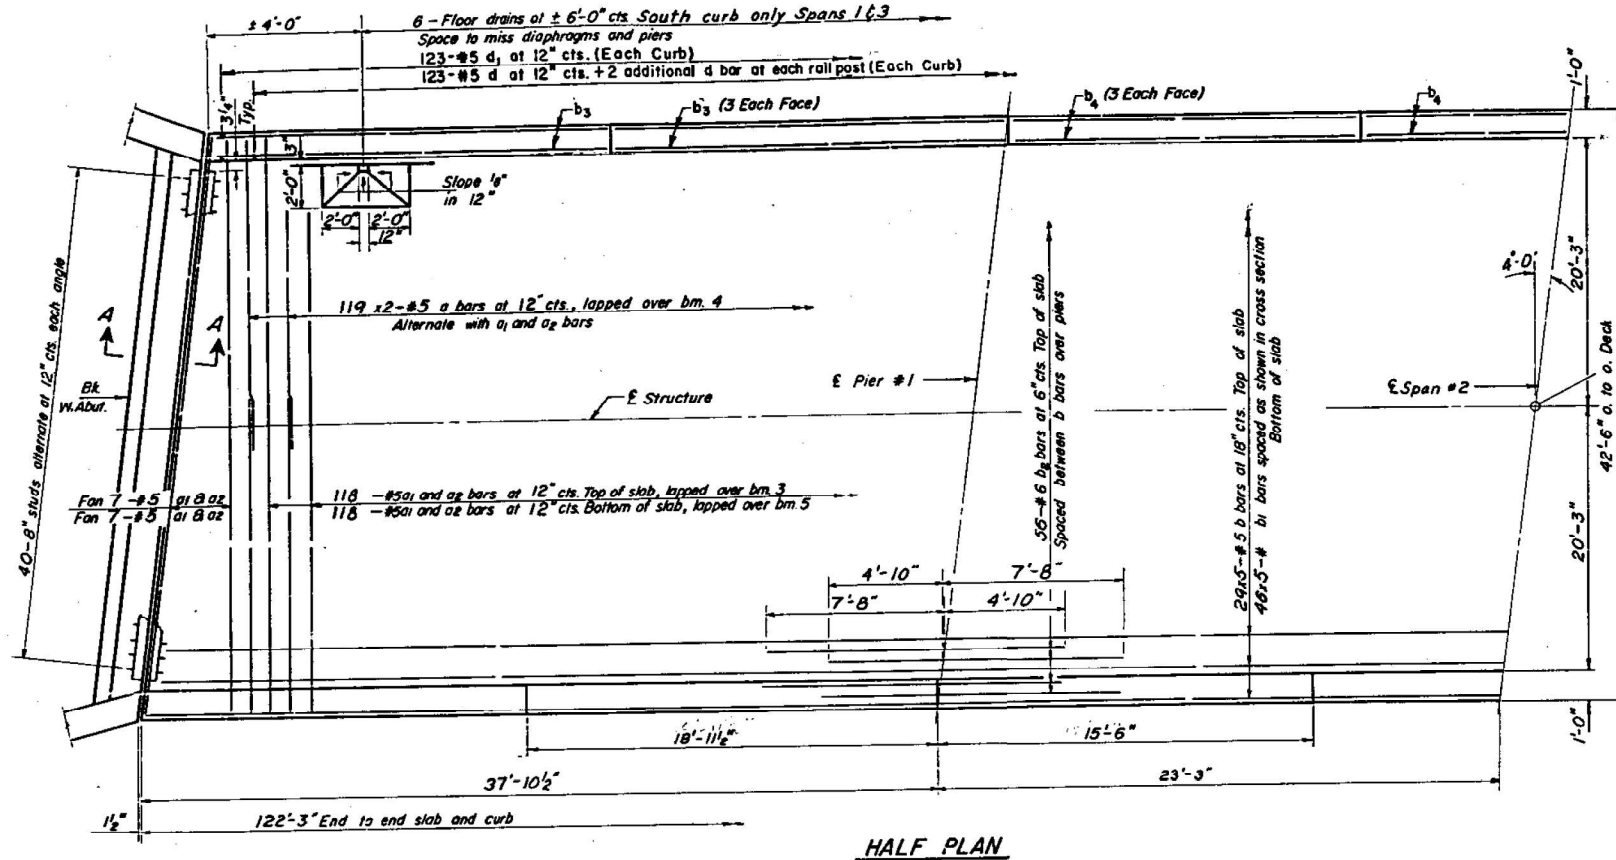 ± 4'-0"
6 - Floor drains at ± 6'-0" cts. South curb only Spans 1 & 3
Space to miss diaphragms and piers
123-#5 d₁ at 12" cts. (Each Curb)
123-#5 d at 12" cts. + 2 additional d bar at each rail post (Each Curb)
1'-0"
3¼"
Typ.
3"
b₃
b₃ (3 Each Face)
b₄ (3 Each Face)
b₄
2'-0"
Slope ⅛"
in 12"
2'-0"
2'-0"
12"
40-8" studs alternate at 12" cts. each angle
A
A
119 x2-#5 a bars at 12" cts., lapped over bm. 4
Alternate with a₁ and a₂ bars
Bk.
W. Abut.
℄ Structure
℄ Pier #1
56-#6 b₂ bars at 6" cts. Top of slab
Spaced between b bars over piers
29x5-#5 b bars at 18" cts. Top of slab
46x5-# b₁ bars spaced as shown in cross section
Bottom of slab
4°-0'
20'-3"
℄ Span #2
42'-6" o. to o. Deck
Fan 7-#5 a₁ & a₂
Fan 7-#5 a₁ & a₂
118 -#5a₁ and a₂ bars at 12" cts. Top of slab, lapped over bm. 3
118 -#5a₁ and a₂ bars at 12" cts. Bottom of slab, lapped over bm. 5
20'-3"
4'-10"
7'-8"
7'-8"
4'-10"
18'-11½"
15'-6"
1'-0"
37'-10½"
23'-3"
1½"
122'-3" End to end slab and curb
HALF PLAN